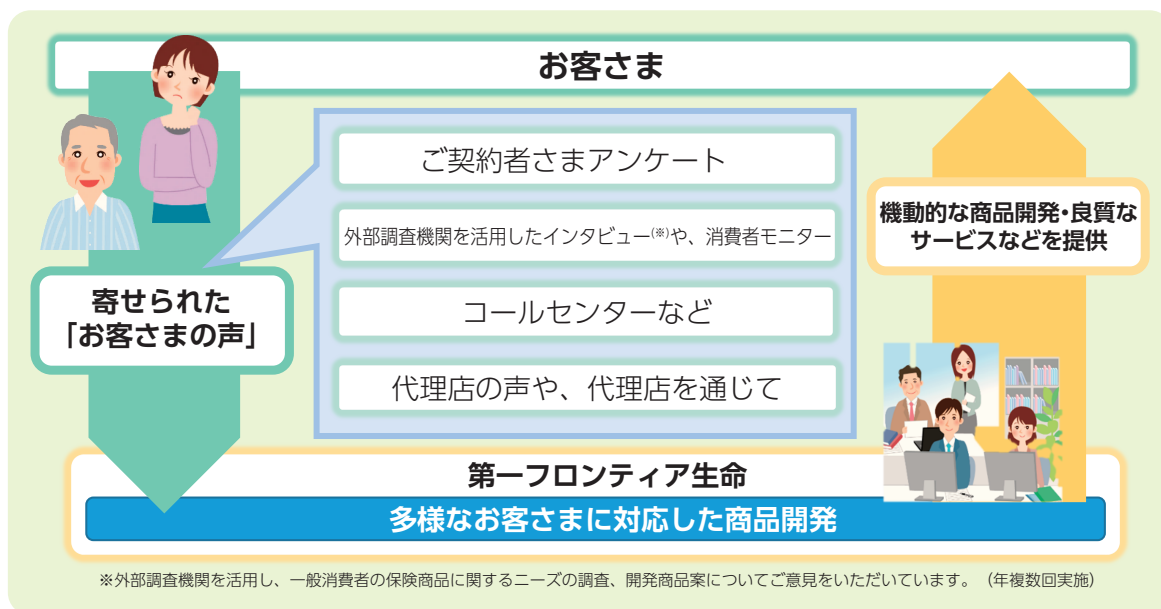 お客さま
ご契約者さまアンケート
外部調査機関を活用したインタビュー(※)や、消費者モニター
コールセンターなど
代理店の声や、代理店を通じて
寄せられた
「お客さまの声」
機動的な商品開発・良質な
サービスなどを提供
第一フロンティア生命
多様なお客さまに対応した商品開発
※外部調査機関を活用し、一般消費者の保険商品に関するニーズの調査、開発商品案についてご意見をいただいています。（年複数回実施）